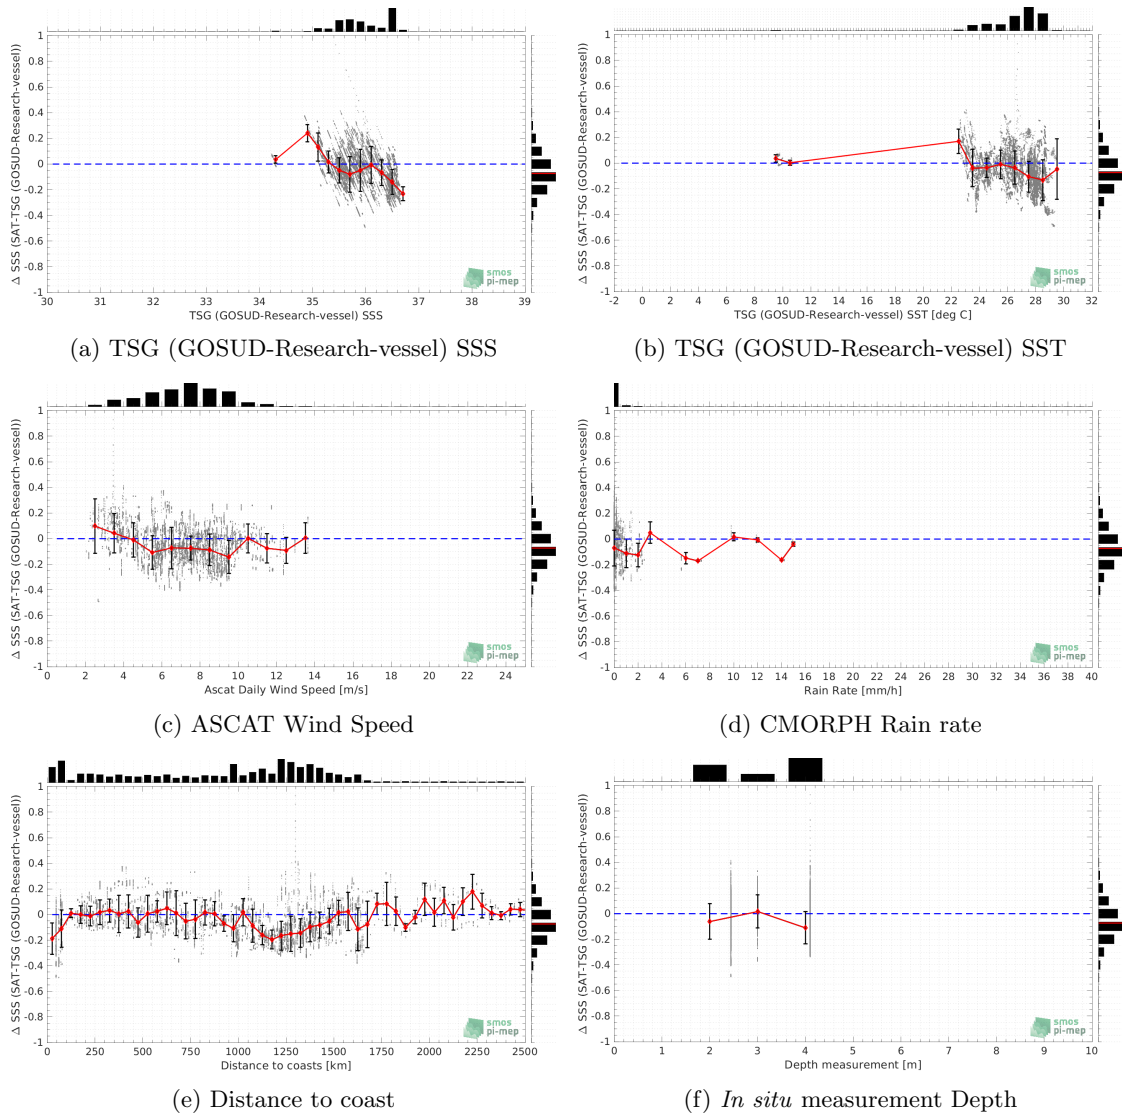 Δ SSS (SAT-TSG (GOSUD-Research-vessel))
1
0.8
0.6
0.4
0.2
0
-0.2
-0.4
-0.6
-0.8
-1
smos
pi-mep
30 31 32 33 34 35 36 37 38 39
TSG (GOSUD-Research-vessel) SSS
(a) TSG (GOSUD-Research-vessel) SSS
Δ SSS (SAT-TSG (GOSUD-Research-vessel))
1
0.8
0.6
0.4
0.2
0
-0.2
-0.4
-0.6
-0.8
-1
smos
pi-mep
-2 0 2 4 6 8 10 12 14 16 18 20 22 24 26 28 30 32
TSG (GOSUD-Research-vessel) SST [deg C]
(b) TSG (GOSUD-Research-vessel) SST
Δ SSS (SAT-TSG (GOSUD-Research-vessel))
1
0.8
0.6
0.4
0.2
0
-0.2
-0.4
-0.6
-0.8
-1
smos
pi-mep
0 2 4 6 8 10 12 14 16 18 20 22 24
Ascat Daily Wind Speed [m/s]
(c) ASCAT Wind Speed
Δ SSS (SAT-TSG (GOSUD-Research-vessel))
1
0.8
0.6
0.4
0.2
0
-0.2
-0.4
-0.6
-0.8
-1
smos
pi-mep
0 2 4 6 8 10 12 14 16 18 20 22 24 26 28 30 32 34 36 38 40
Rain Rate [mm/h]
(d) CMORPH Rain rate
Δ SSS (SAT-TSG (GOSUD-Research-vessel))
1
0.8
0.6
0.4
0.2
0
-0.2
-0.4
-0.6
-0.8
-1
smos
pi-mep
0 250 500 750 1000 1250 1500 1750 2000 2250 2500
Distance to coasts [km]
(e) Distance to coast
Δ SSS (SAT-TSG (GOSUD-Research-vessel))
1
0.8
0.6
0.4
0.2
0
-0.2
-0.4
-0.6
-0.8
-1
smos
pi-mep
0 1 2 3 4 5 6 7 8 9 10
Depth measurement [m]
(f) In situ measurement Depth